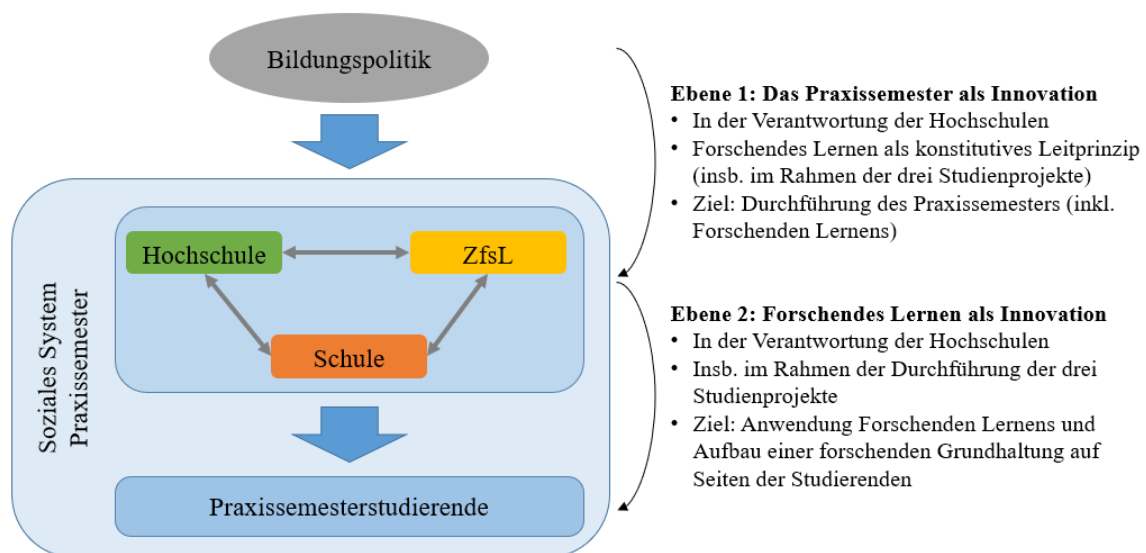 Bildungspolitik
Ebene 1: Das Praxissemester als Innovation
• In der Verantwortung der Hochschulen
• Forschendes Lernen als konstitutives Leitprinzip
(insb. im Rahmen der drei Studienprojekte)
• Ziel: Durchführung des Praxissemesters (inkl.
Forschenden Lernens)
Soziales System
Praxissemester
Hochschule
ZfsL
Schule
Ebene 2: Forschendes Lernen als Innovation
• In der Verantwortung der Hochschulen
• Insb. im Rahmen der Durchführung der drei
Studienprojekte
• Ziel: Anwendung Forschenden Lernens und
Aufbau einer forschenden Grundhaltung auf
Seiten der Studierenden
Praxissemesterstudierende